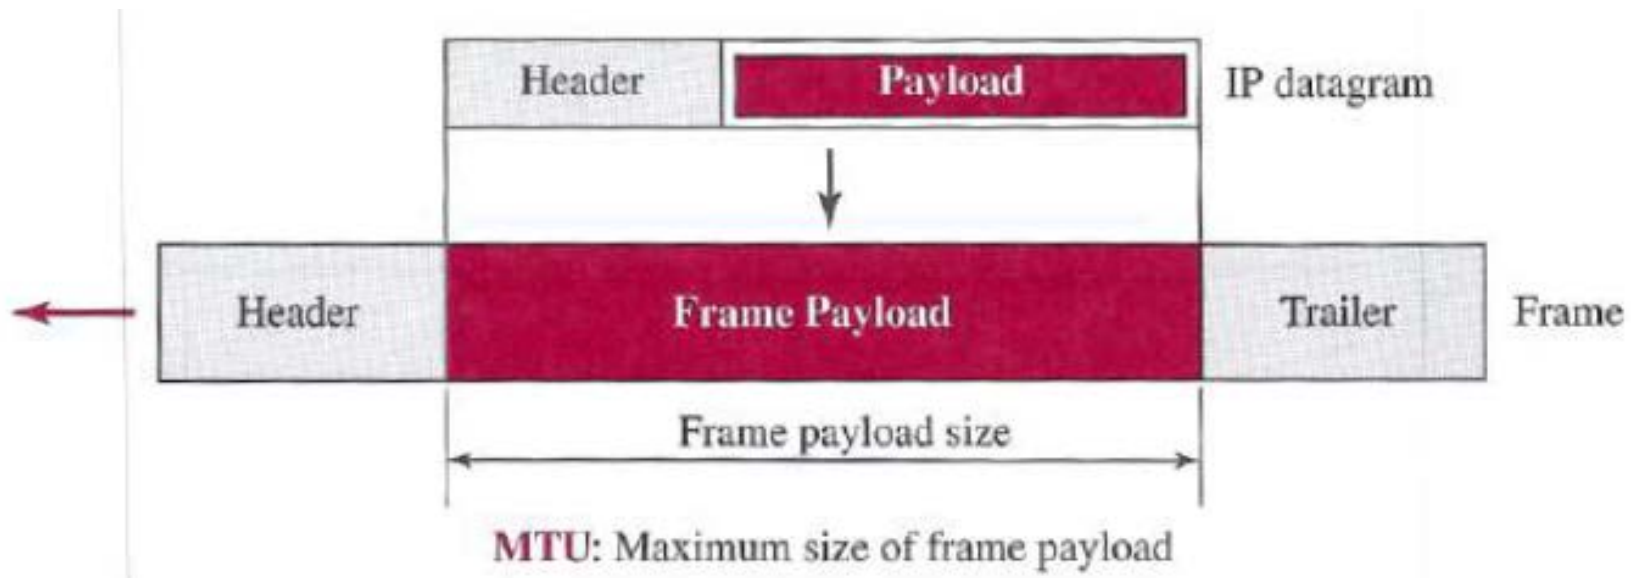 Header Payload IP datagram
Header Frame Payload Trailer Frame
Frame payload size
MTU: Maximum size of frame payload